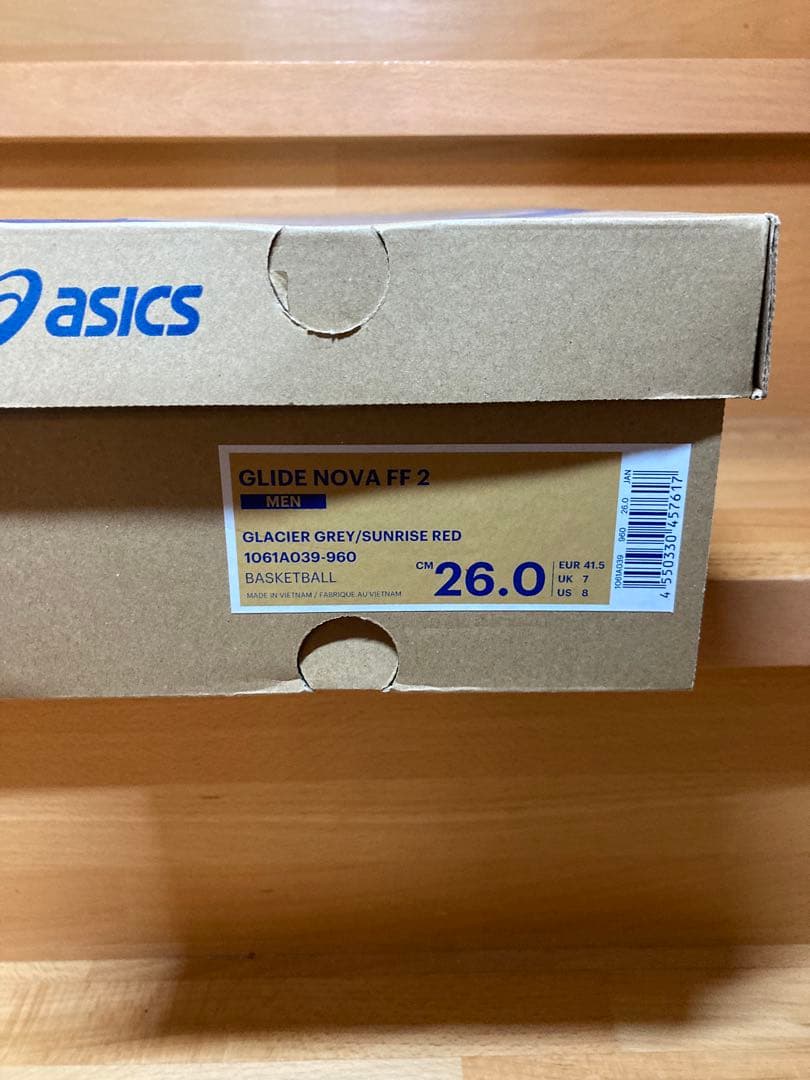 asics
GLIDE NOVA FF 2
MEN
GLACIER GREY/SUNRISE RED
1061A039-960
BASKETBALL
MADE IN VIETNAM / FABRIQUE AU VIETNAM
CM 26.0
EUR 41.5
UK 7
US 8
1061A039 960 26.0 JAN
4 550330 457617